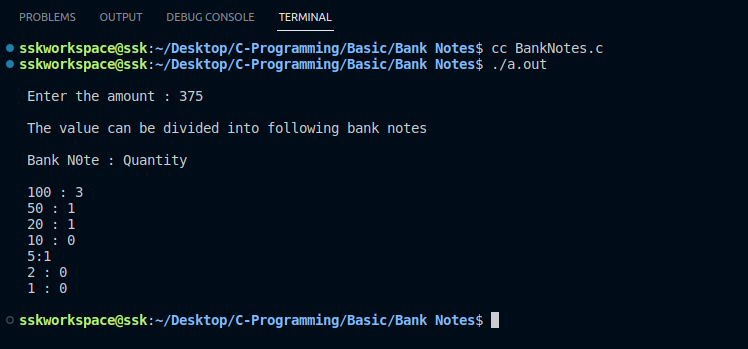 PROBLEMS OUTPUT DEBUG CONSOLE TERMINAL
sskworkspace@ssk:~/Desktop/C-Programming/Basic/Bank Notes$ cc BankNotes.c
sskworkspace@ssk:~/Desktop/C-Programming/Basic/Bank Notes$ ./a.out
Enter the amount : 375
The value can be divided into following bank notes
Bank N0te : Quantity
100 : 3
50 : 1
20 : 1
10 : 0
5:1
2 : 0
1 : 0
sskworkspace@ssk:~/Desktop/C-Programming/Basic/Bank Notes$